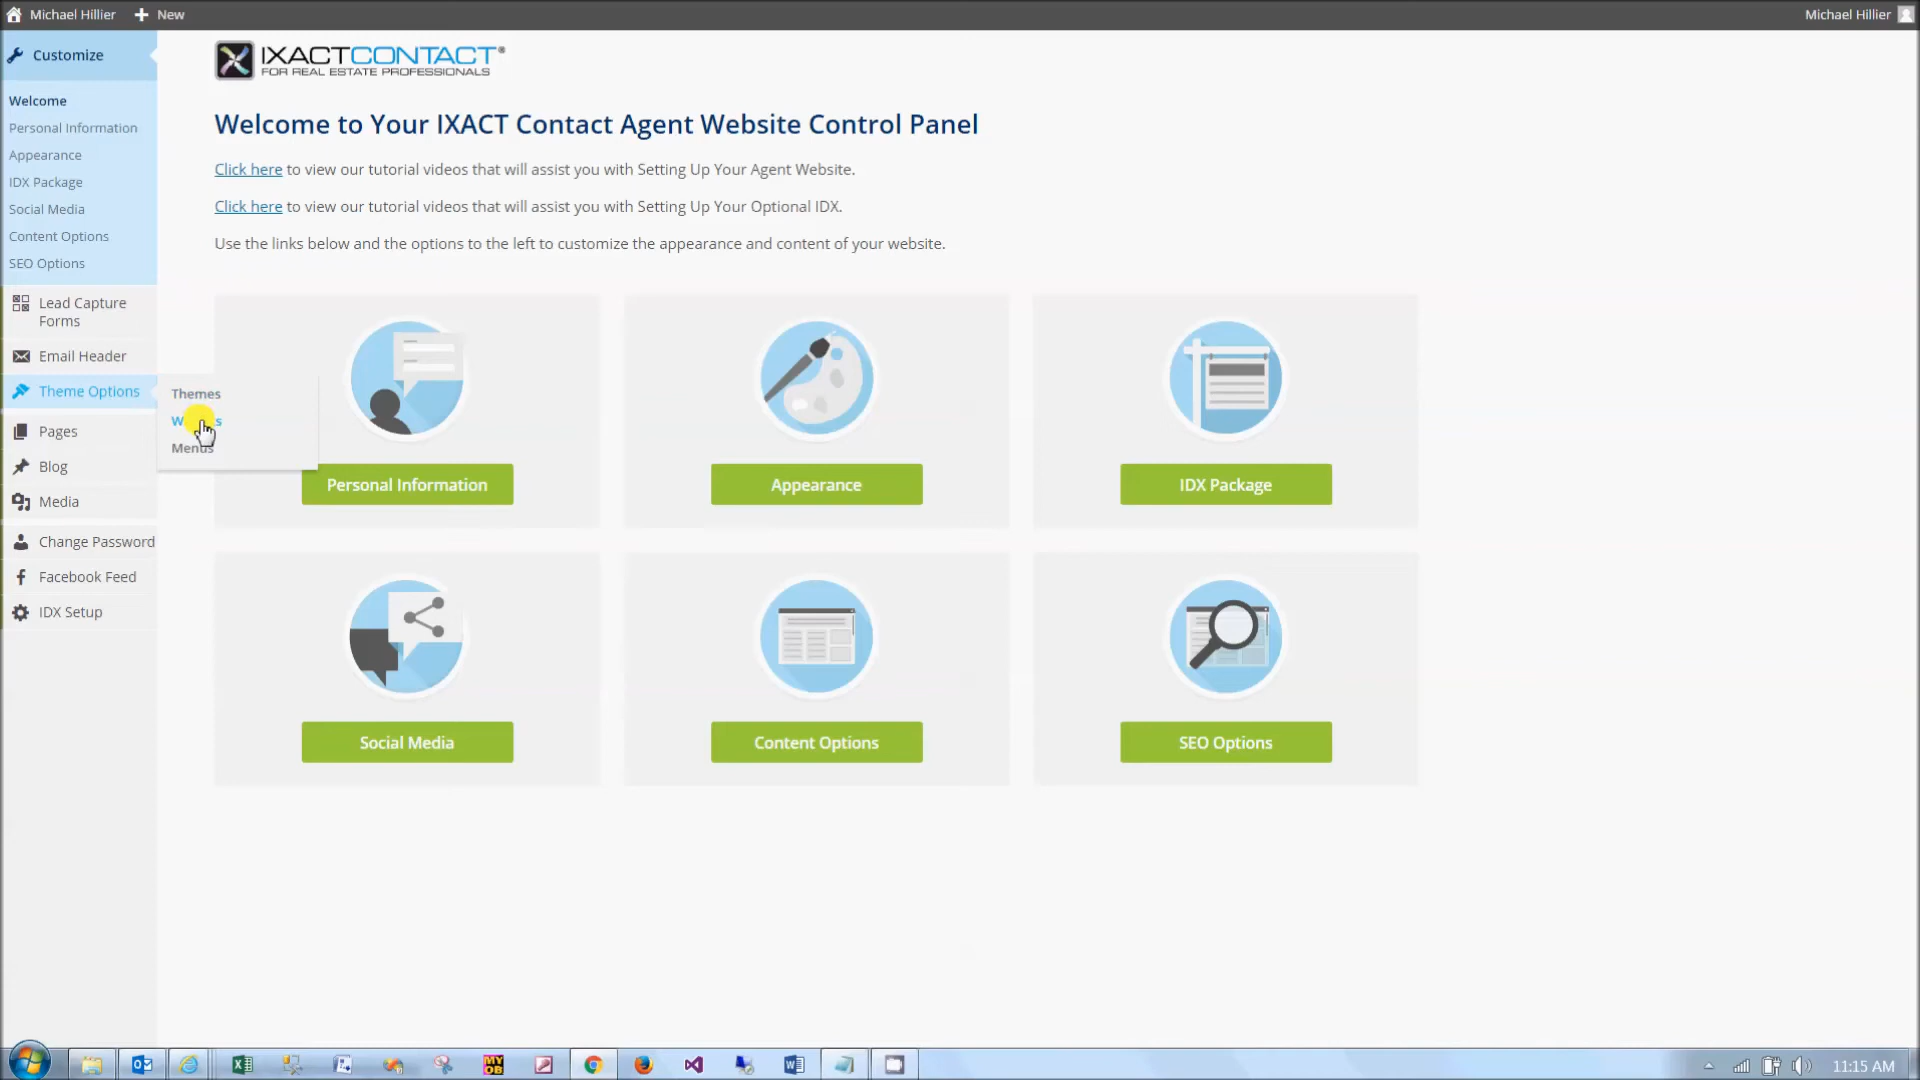 Michael Hillier
New
Michael Hillier
Customize
Welcome
Personal Information
Appearance
IDX Package
Social Media
Content Options
SEO Options
Lead Capture
Forms
Email Header
Theme Options
Pages
Blog
Media
Change Password
Facebook Feed
IDX Setup
Themes
Menus
IXACTCONTACT®
FOR REAL ESTATE PROFESSIONALS
Welcome to Your IXACT Contact Agent Website Control Panel
Click here to view our tutorial videos that will assist you with Setting Up Your Agent Website.
Click here to view our tutorial videos that will assist you with Setting Up Your Optional IDX.
Use the links below and the options to the left to customize the appearance and content of your website.
Personal Information
Appearance
IDX Package
Social Media
Content Options
SEO Options
MY
OB
11:15 AM